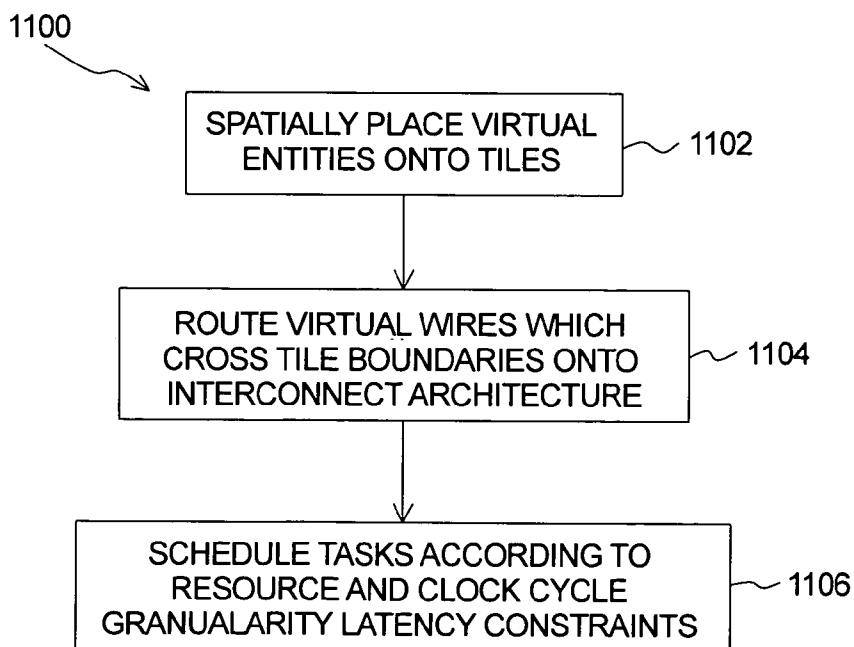 1100
SPATIALLY PLACE VIRTUAL
ENTITIES ONTO TILES
1102
ROUTE VIRTUAL WIRES WHICH
CROSS TILE BOUNDARIES ONTO
INTERCONNECT ARCHITECTURE
1104
SCHEDULE TASKS ACCORDING TO
RESOURCE AND CLOCK CYCLE
GRANUALARITY LATENCY CONSTRAINTS
1106